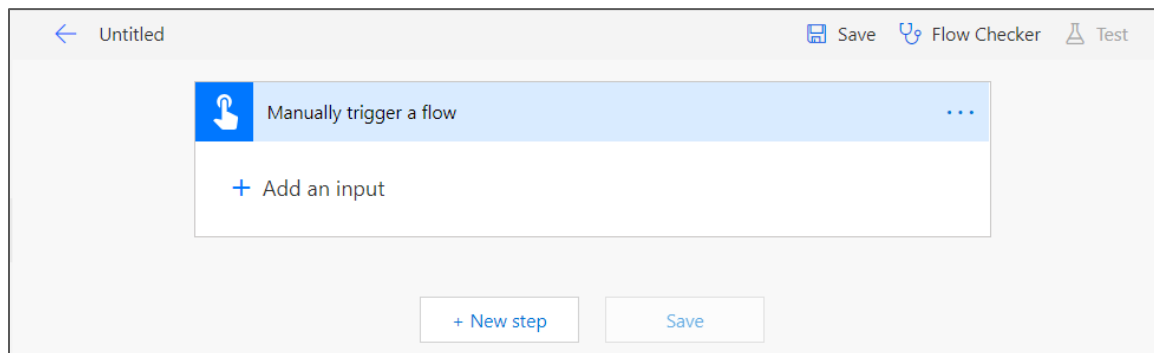 Untitled
Save
Flow Checker
Test
Manually trigger a flow
...
+ Add an input
+ New step
Save